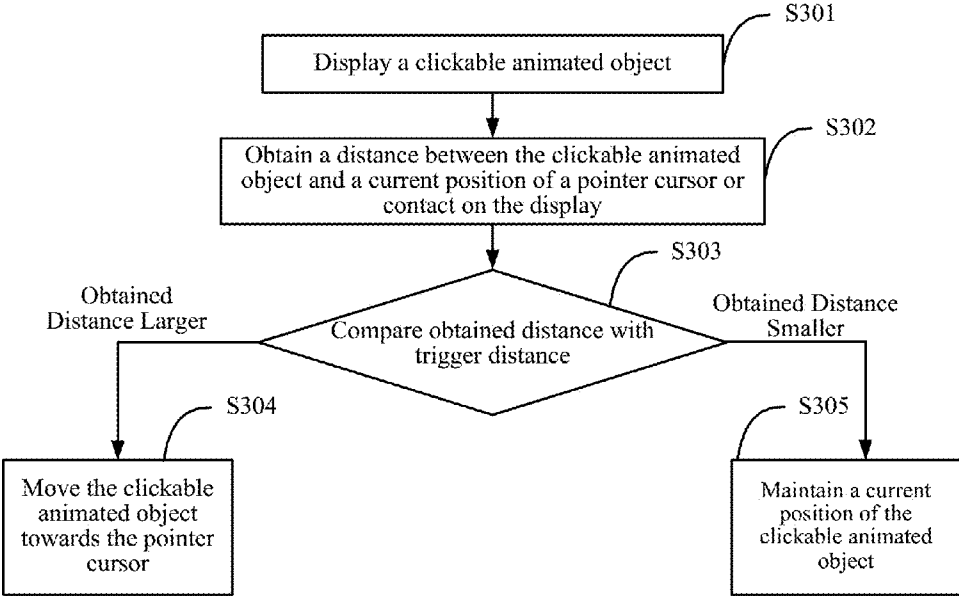 S301
Display a clickable animated object
S302
Obtain a distance between the clickable animated
object and a current position of a pointer cursor or
contact on the display
S303
Obtained
Distance Larger
Obtained Distance
Smaller
Compare obtained distance with
trigger distance
S304
S305
Move the clickable
animated object
towards the pointer
cursor
Maintain a current
position of the
clickable animated
object